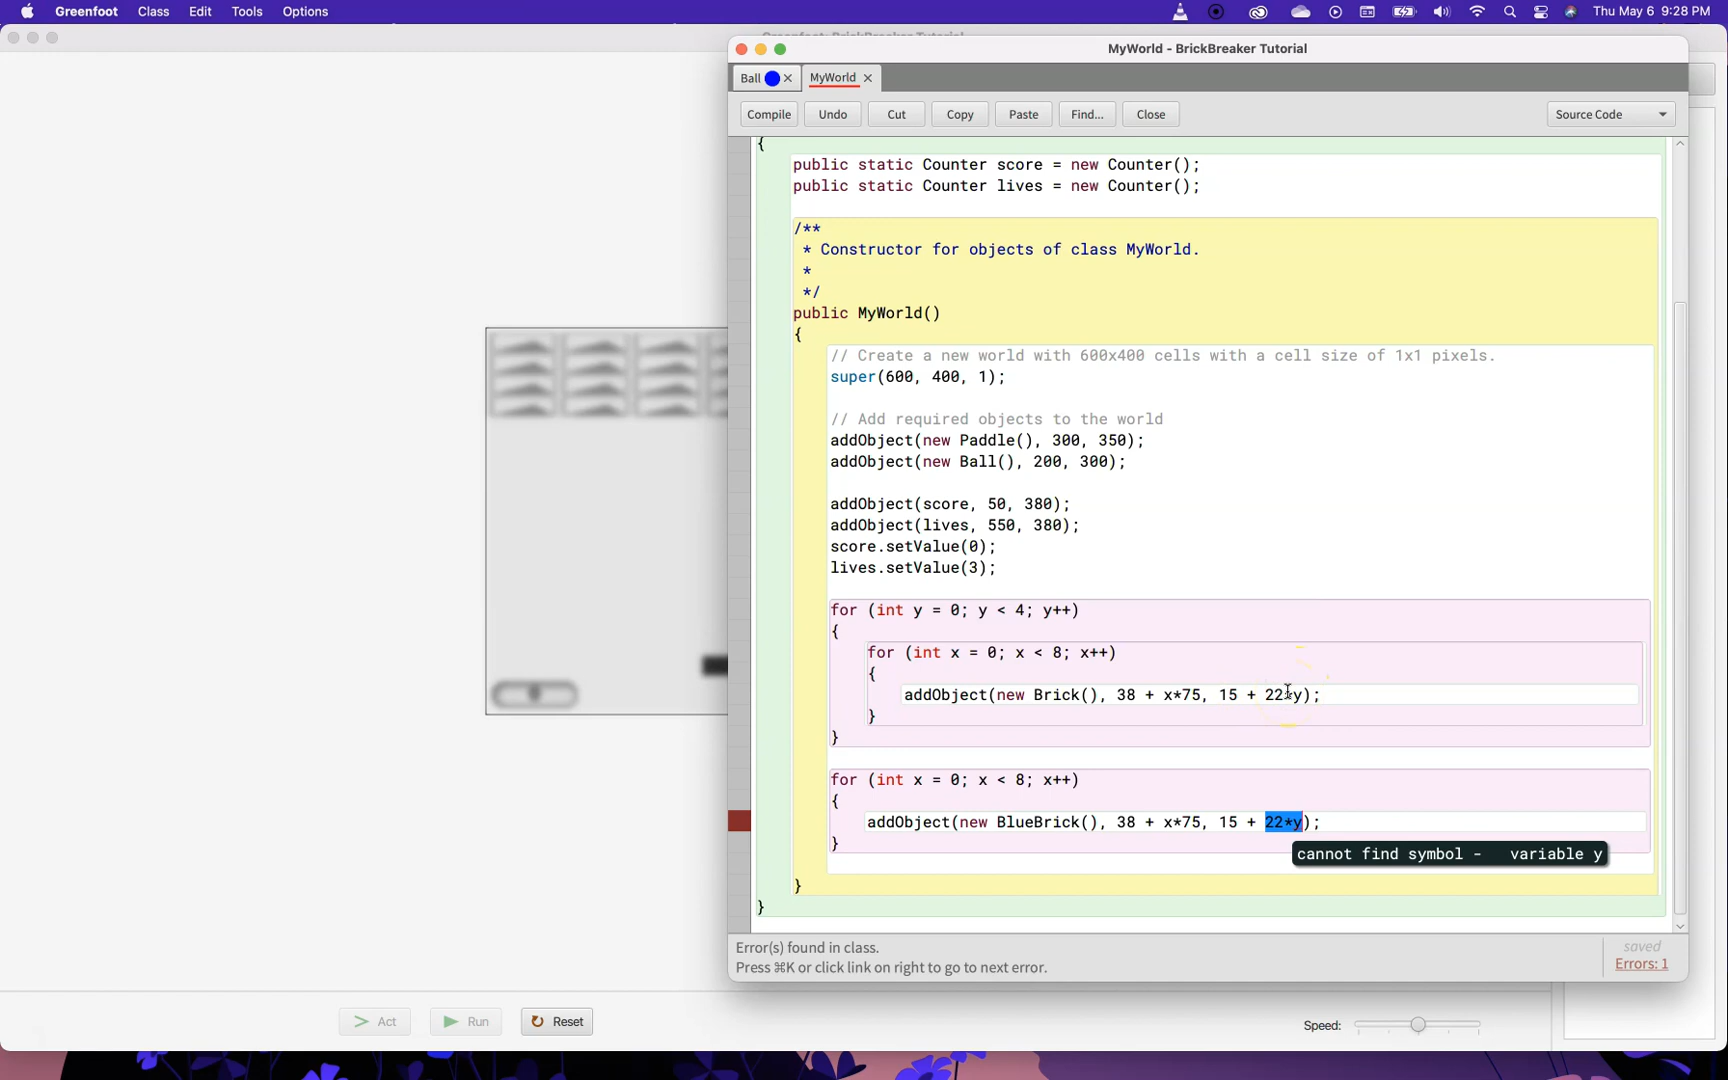 Greenfoot Class Edit Tools Options Thu May 6 9:28 PM
Greenfoot: BrickBreaker Tutorial
MyWorld - BrickBreaker Tutorial
Ball MyWorld
Compile Undo Cut Copy Paste Find... Close Source Code
{
public static Counter score = new Counter();
public static Counter lives = new Counter();
/**
* Constructor for objects of class MyWorld.
*
*/
public MyWorld()
{
// Create a new world with 600x400 cells with a cell size of 1x1 pixels.
super(600, 400, 1);
// Add required objects to the world
addObject(new Paddle(), 300, 350);
addObject(new Ball(), 200, 300);
addObject(score, 50, 380);
addObject(lives, 550, 380);
score.setValue(0);
lives.setValue(3);
for (int y = 0; y < 4; y++)
{
for (int x = 0; x < 8; x++)
{
addObject(new Brick(), 38 + x*75, 15 + 22*y);
}
}
for (int x = 0; x < 8; x++)
{
addObject(new BlueBrick(), 38 + x*75, 15 + 22*y);
}
cannot find symbol - variable y
}
}
Error(s) found in class.
Press ⌘K or click link on right to go to next error.
saved
Errors: 1
Act Run Reset Speed: